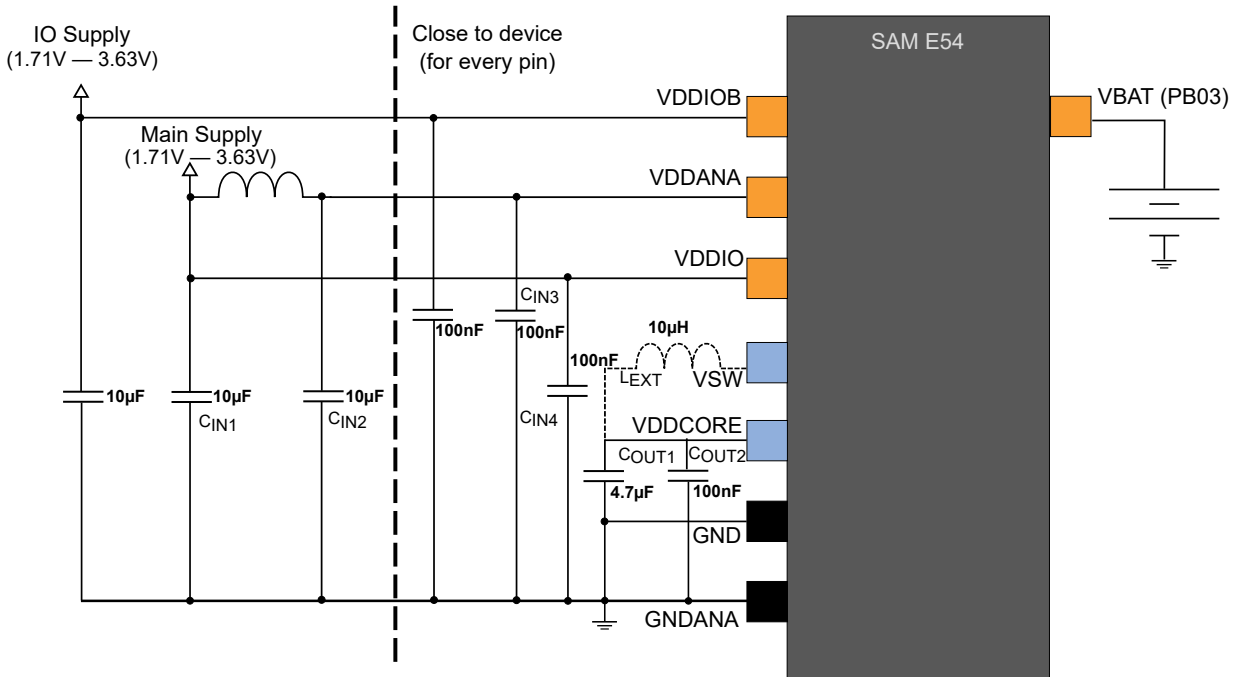 IO Supply
(1.71V — 3.63V)
Close to device
(for every pin)
SAM E54
VDDIOB
VBAT (PB03)
Main Supply
(1.71V — 3.63V)
VDDANA
VDDIO
CIN3
100nF
100nF
100nF
10µH
LEXT
VSW
10µF
10µF
10µF
CIN1
CIN2
CIN4
VDDCORE
COUT1
COUT2
4.7µF
100nF
GND
GNDANA